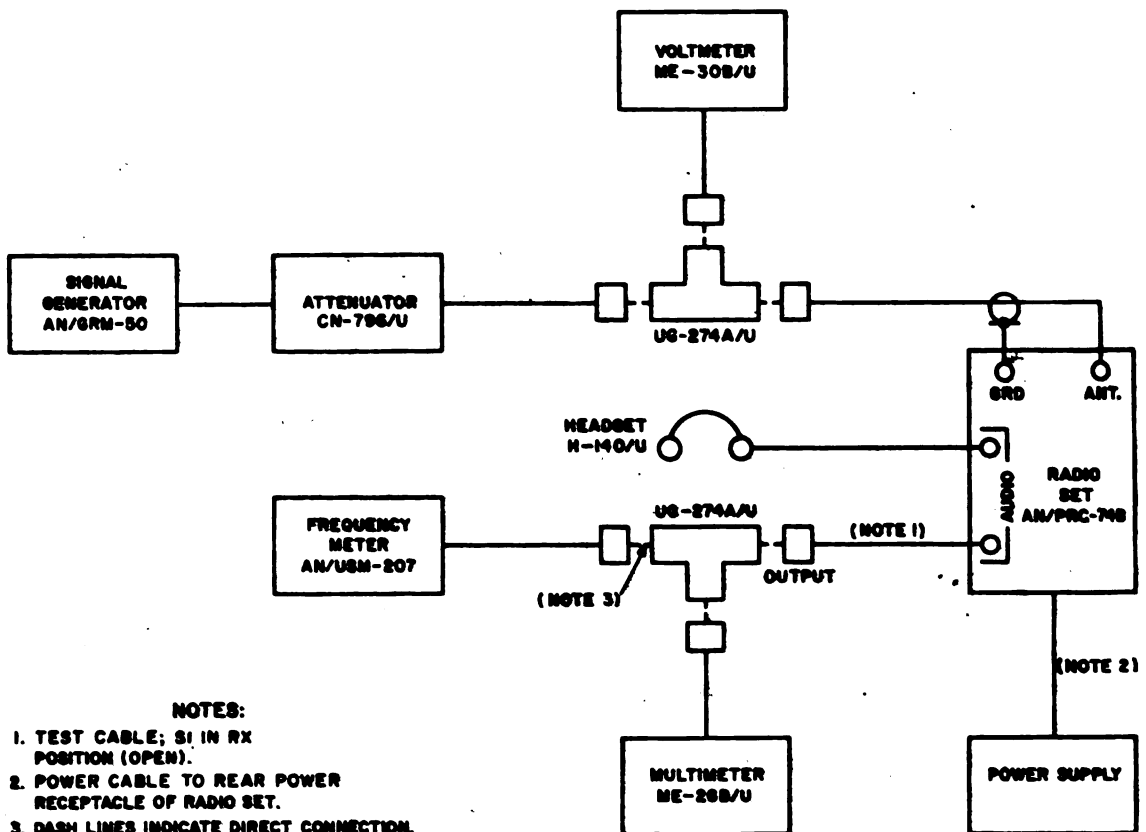 VOLTMETER
ME-30B/U
SIGNAL
GENERATOR
AN/GRM-50
ATTENUATOR
CN-796/U
UG-274A/U
GRD
ANT.
HEADSET
H-140/U
AUDIO
RADIO
SET
AN/PRC-74B
FREQUENCY
METER
AN/USM-207
UG-274A/U
(NOTE 1)
OUTPUT
(NOTE 3)
(NOTE 2)
MULTIMETER
ME-26B/U
POWER SUPPLY
NOTES:
1. TEST CABLE; S1 IN RX
POSITION (OPEN).
2. POWER CABLE TO REAR POWER
RECEPTACLE OF RADIO SET.
3. DASH LINES INDICATE DIRECT CONNECTION.